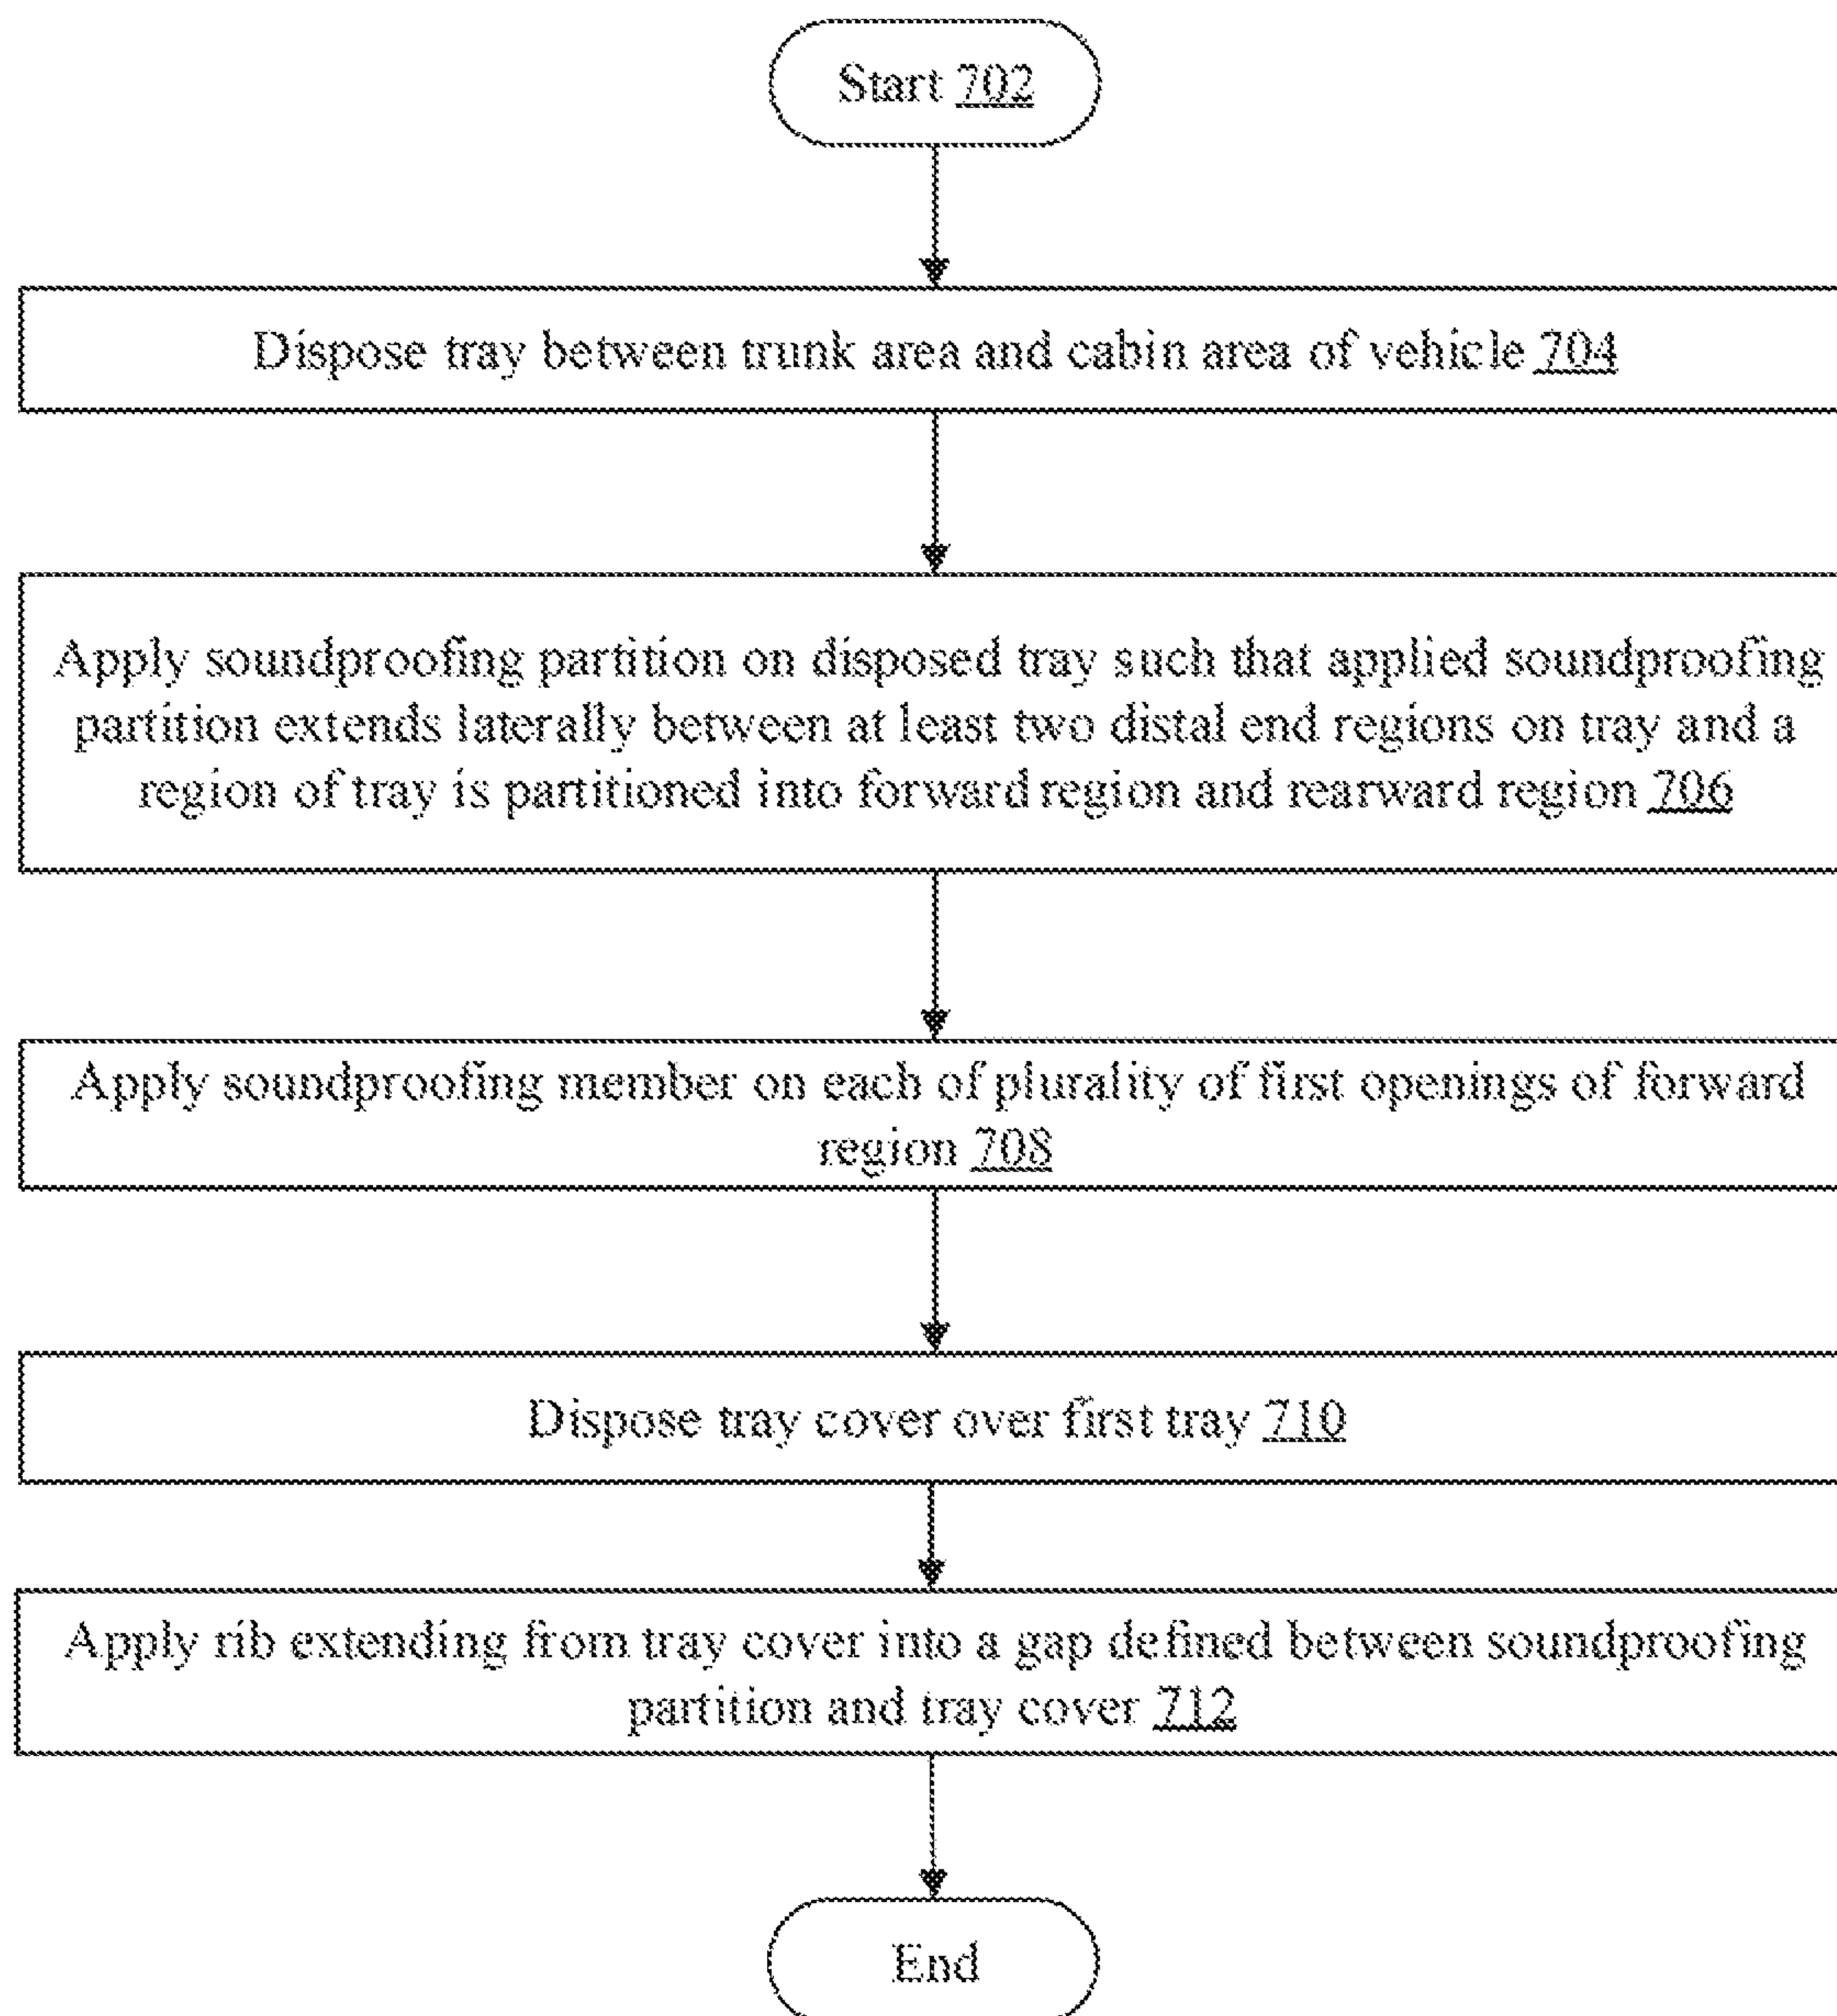 Start 702
Dispose tray between trunk area and cabin area of vehicle 704
Apply soundproofing partition on disposed tray such that applied soundproofing
partition extends laterally between at least two distal end regions on tray and a
region of tray is partitioned into forward region and rearward region 706
Apply soundproofing member on each of plurality of first openings of forward
region 708
Dispose tray cover over first tray 710
Apply rib extending from tray cover into a gap defined between soundproofing
partition and tray cover 712
End